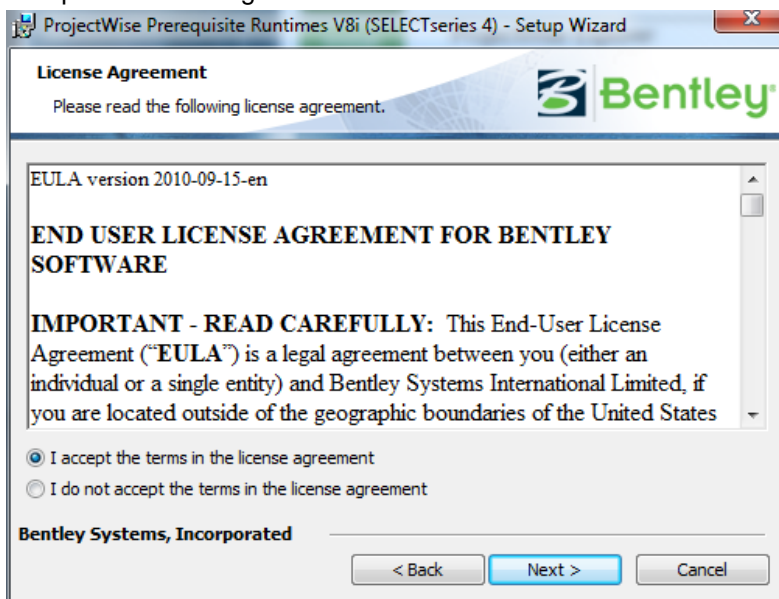 ProjectWise Prerequisite Runtimes V8i (SELECTseries 4) - Setup Wizard
License Agreement
Please read the following license agreement.
Bentley
EULA version 2010-09-15-en
END USER LICENSE AGREEMENT FOR BENTLEY
SOFTWARE
IMPORTANT - READ CAREFULLY: This End-User License
Agreement (“EULA”) is a legal agreement between you (either an
individual or a single entity) and Bentley Systems International Limited, if
you are located outside of the geographic boundaries of the United States
I accept the terms in the license agreement
I do not accept the terms in the license agreement
Bentley Systems, Incorporated
< Back Next > Cancel